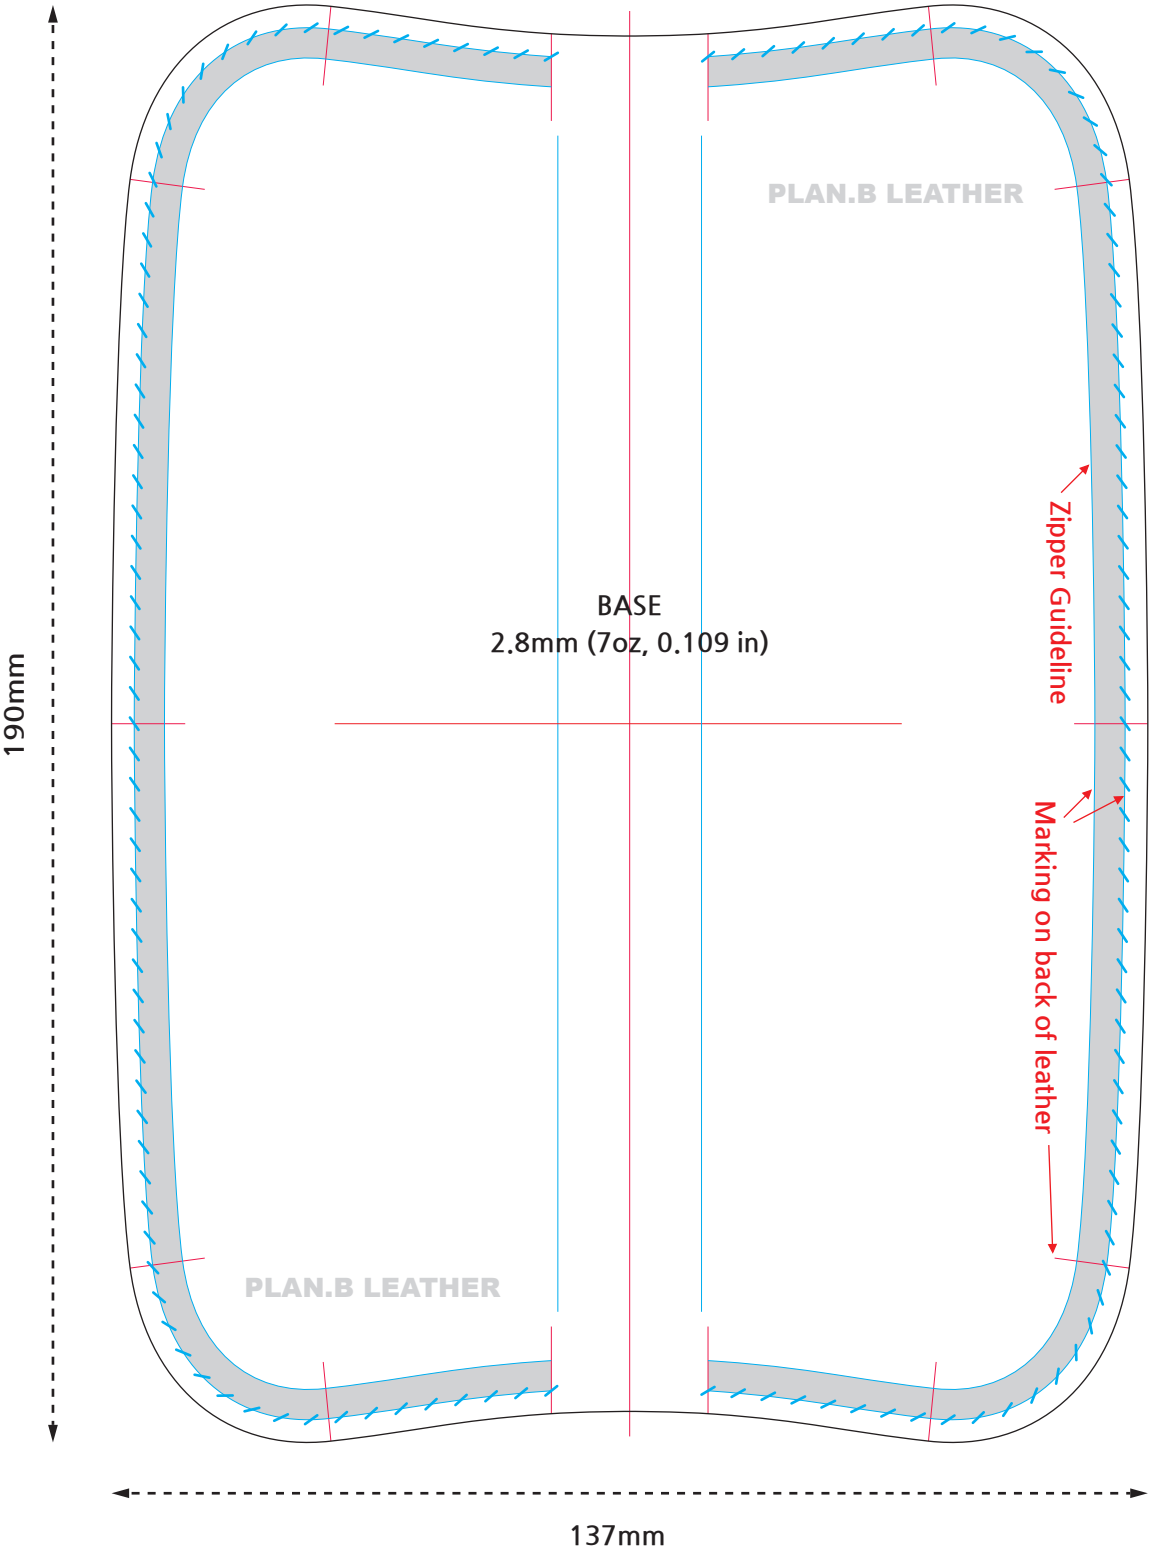 PLAN.B LEATHER
Zipper Guideline
BASE
2.8mm (7oz, 0.109 in)
190mm
Marking on back of leather
PLAN.B LEATHER
137mm